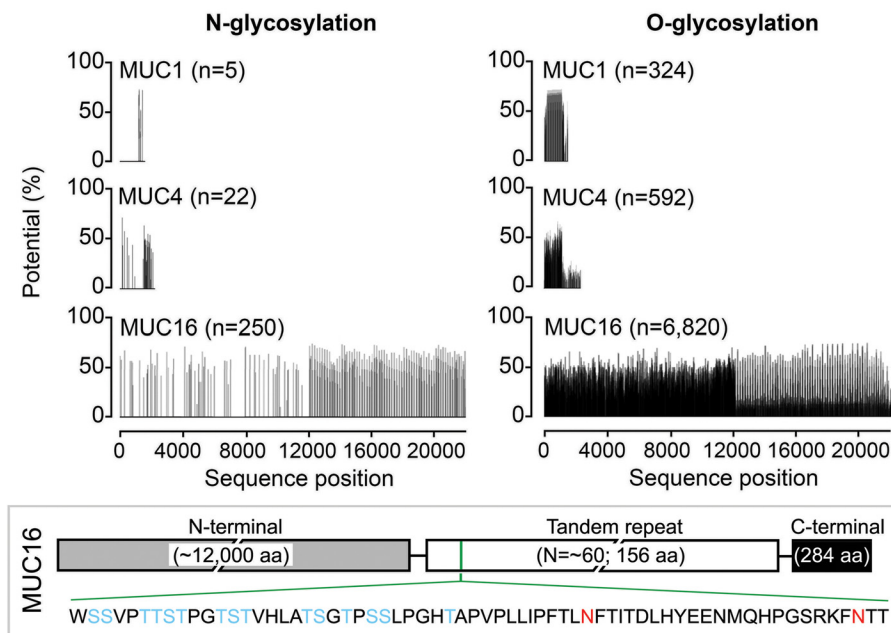 N-glycosylation
O-glycosylation
Potential (%)
100
50
0
MUC1 (n=5)
100
50
0
MUC1 (n=324)
100
50
0
MUC4 (n=22)
100
50
0
MUC4 (n=592)
100
50
0
MUC16 (n=250)
100
50
0
MUC16 (n=6,820)
0 4000 8000 12000 16000 20000
Sequence position
0 4000 8000 12000 16000 20000
Sequence position
MUC16
N-terminal
(~12,000 aa)
Tandem repeat
(N=~60; 156 aa)
C-terminal
(284 aa)
WSSVPTTSTPGTSTVHLATSGTPSSLPGHTAPVPLLIPFTLNFTITDLHYEENMQHPGSRKFNTT